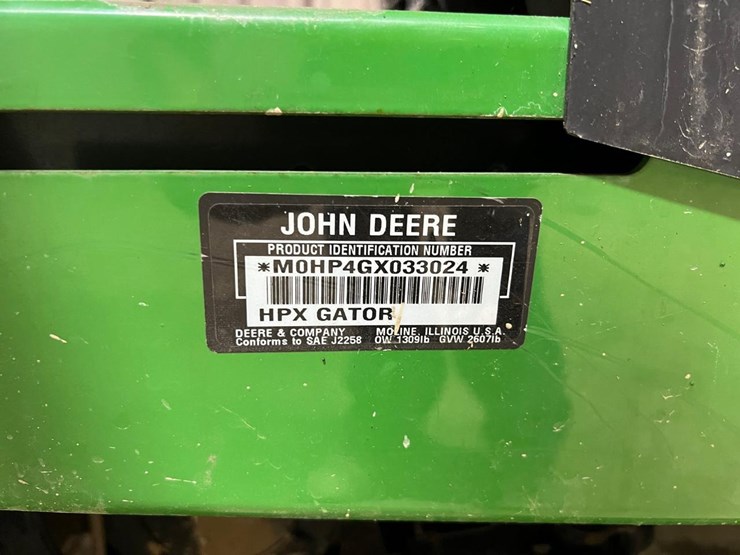 JOHN DEERE
PRODUCT IDENTIFICATION NUMBER
*M0HP4GX033024 *
HPX GATOR
DEERE & COMPANY MOLINE, ILLINOIS U.S.A.
Conforms to SAE J2258 OW 1309lb GVW 2607lb